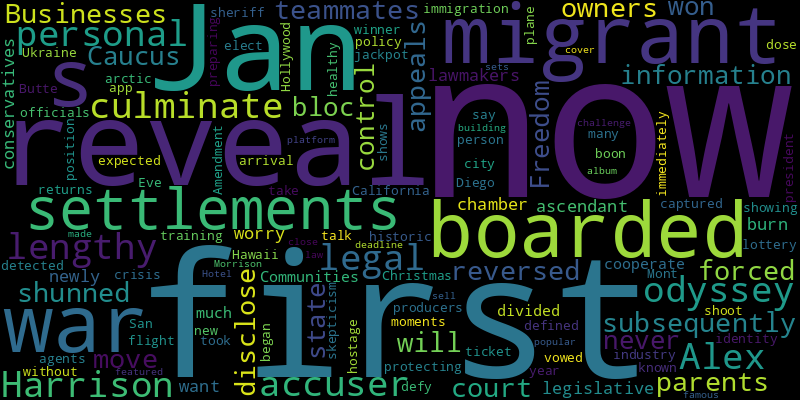 Businesses
sheriff
teammates
immigration
owners
won
personal
Jan
migrant
plane
preparing
Hollywood
winner
elect
policy
cover
dose
Ukraine
Caucus
jackpot
healthy
lawmakers
sets
information
conservatives
s
arctic
app
Butte
culminate
bloc
control
appeals
now
officials
reveal
Freedom
say
building
person
challenge
many
immediately
position
Amendment
platform
shows
boon
president
expected
arrival
city
album
Eve
returns
take
California
Diego
settlements
chamber
ascendant
captured
showing
made
training
worry
talk
historic
boarded
burn
lengthy
close
deadline
lottery
detected
Morrison
law
Hawaii
legal
reversed
cooperate
forced
newly
crisis
Hotel
Communities
Christmas
Mont
shunned
first
odyssey
disclose
state
skepticism
producers
sell
divided
shoot
war
San
much
new
began
hostage
moments
defined
subsequently
flight
took
will
popular
never
identity
agents
move
ticket
vowed
industry
Alex
without
featured
protecting
year
known
Harrison
want
accuser
defy
court
legislative
parents
famous